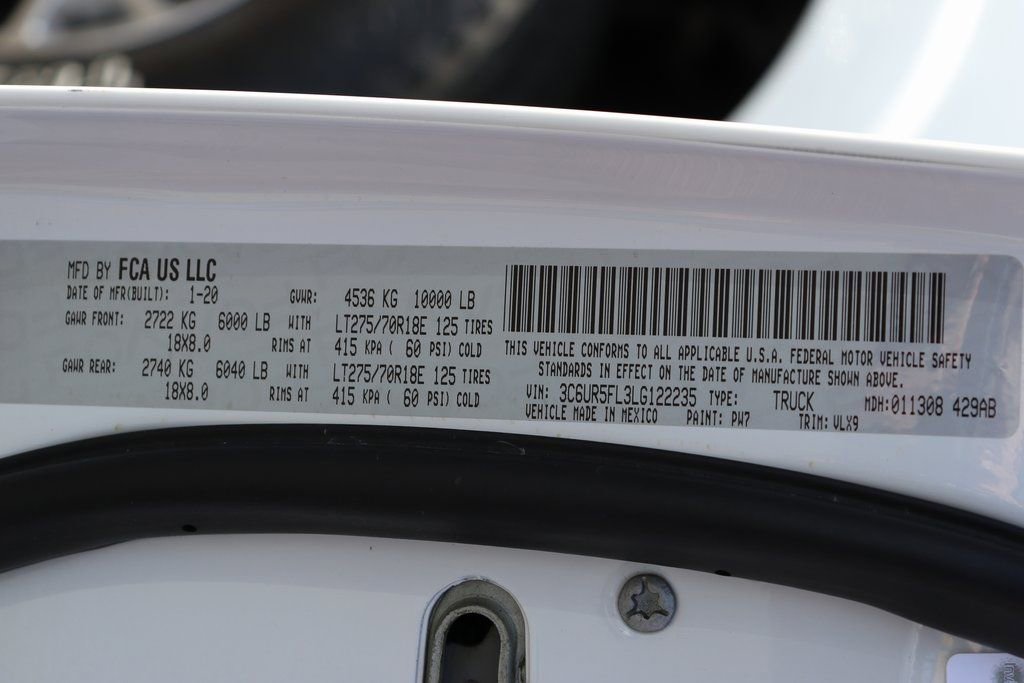 MFD BY FCA US LLC
DATE OF MFR(BUILT): 1-20 GVWR: 4536 KG 10000 LB
GAWR FRONT: 2722 KG 6000 LB WITH LT275/70R18E 125 TIRES
18X8.0 RIMS AT 415 KPA ( 60 PSI) COLD
GAWR REAR: 2740 KG 6040 LB WITH LT275/70R18E 125 TIRES
18X8.0 RIMS AT 415 KPA ( 60 PSI) COLD
THIS VEHICLE CONFORMS TO ALL APPLICABLE U.S.A. FEDERAL MOTOR VEHICLE SAFETY
STANDARDS IN EFFECT ON THE DATE OF MANUFACTURE SHOWN ABOVE.
VIN: 3C6UR5FL3LG122235 TYPE: TRUCK MDH:011308 429AB
VEHICLE MADE IN MEXICO PAINT: PW7 TRIM: VLX9